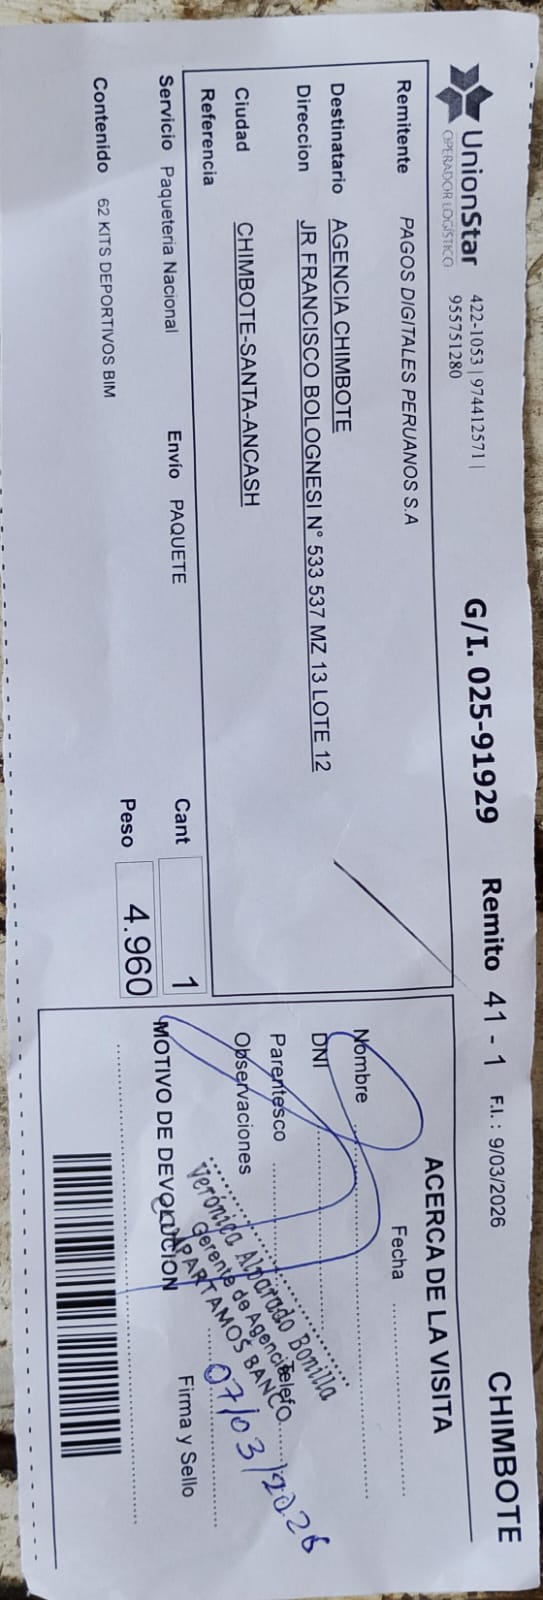 UnionStar
OPERADOR LOGÍSTICO
422-1053 | 974412571 |
955751280
G/I. 025-91929
Remito 41 - 1
F.I.: 9/03/2026
CHIMBOTE
Remitente PAGOS DIGITALES PERUANOS S.A
Destinatario AGENCIA CHIMBOTE
Direccion JR FRANCISCO BOLOGNESI N° 533 537 MZ 13 LOTE 12
Ciudad CHIMBOTE-SANTA-ANCASH
Referencia
Servicio Paqueteria Nacional Envío PAQUETE Cant 1
Contenido 62 KITS DEPORTIVOS BIM Peso 4.960
ACERCA DE LA VISITA
Fecha
Nombre
DNI
Parentesco
Observaciones
Verónica Alvarado Bonilla
Gerente de Agencia
COMPARTAMOS BANCO
07/03/2026
MOTIVO DE DEVOLUCION
Firma y Sello